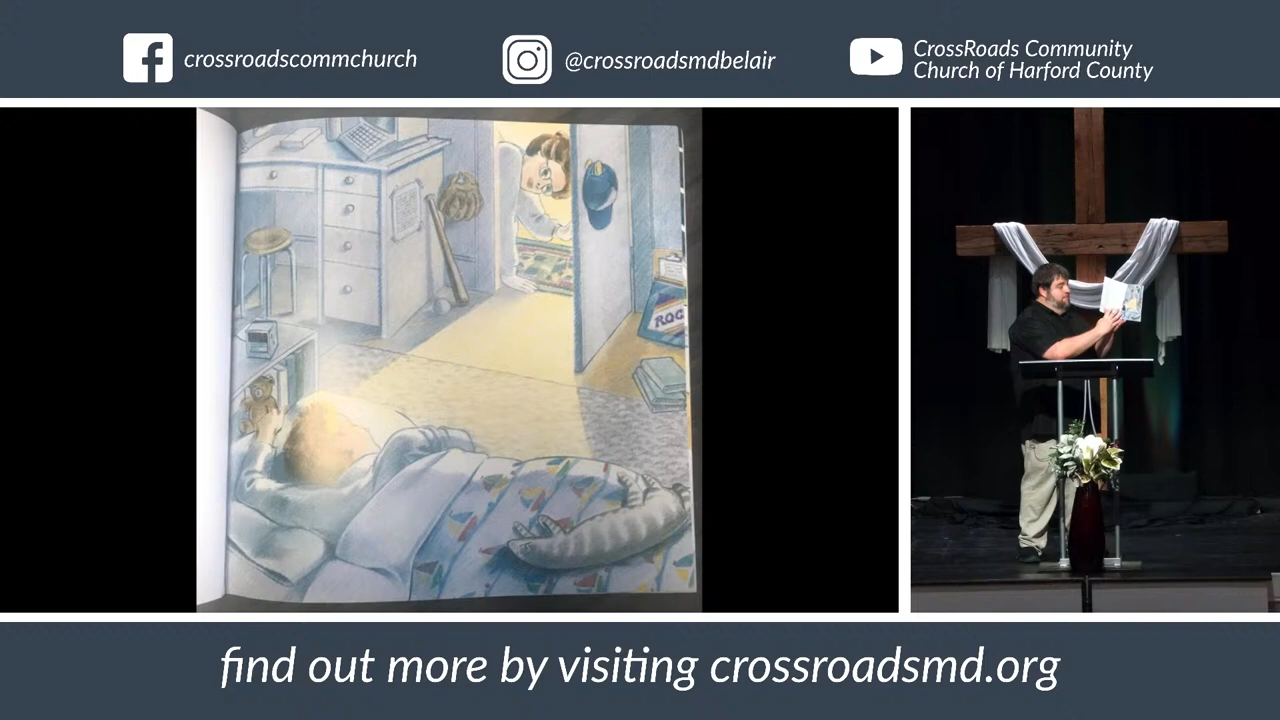 crossroadscommchurch
@crossroadsmdbelair
CrossRoads Community
Church of Harford County
ROC
find out more by visiting crossroadsmd.org